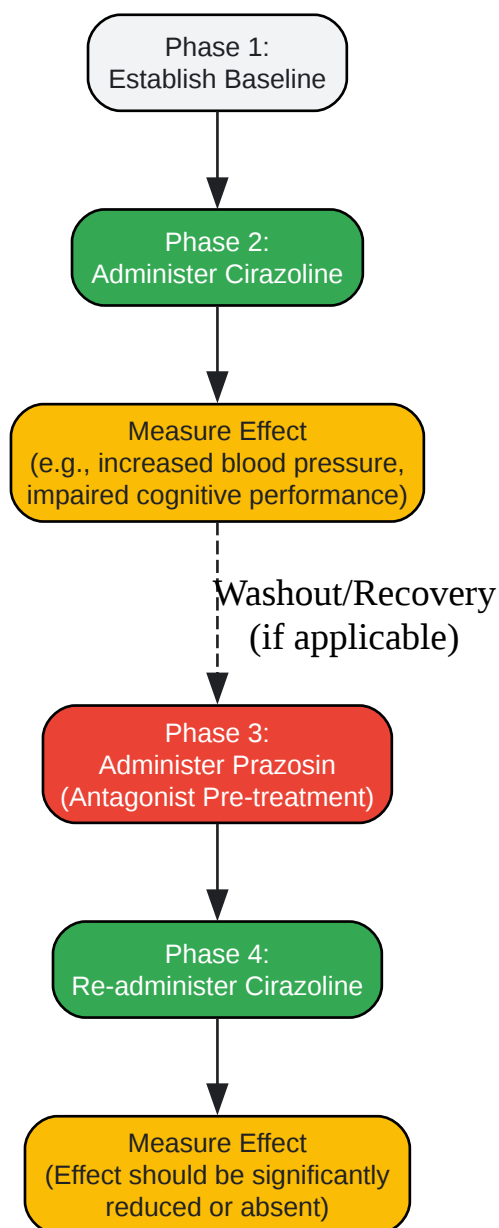 Phase 1:
Establish Baseline
Phase 2:
Administer Cirazoline
Measure Effect
(e.g., increased blood pressure,
impaired cognitive performance)
Washout/Recovery
(if applicable)
Phase 3:
Administer Prazosin
(Antagonist Pre-treatment)
Phase 4:
Re-administer Cirazoline
Measure Effect
(Effect should be significantly
reduced or absent)